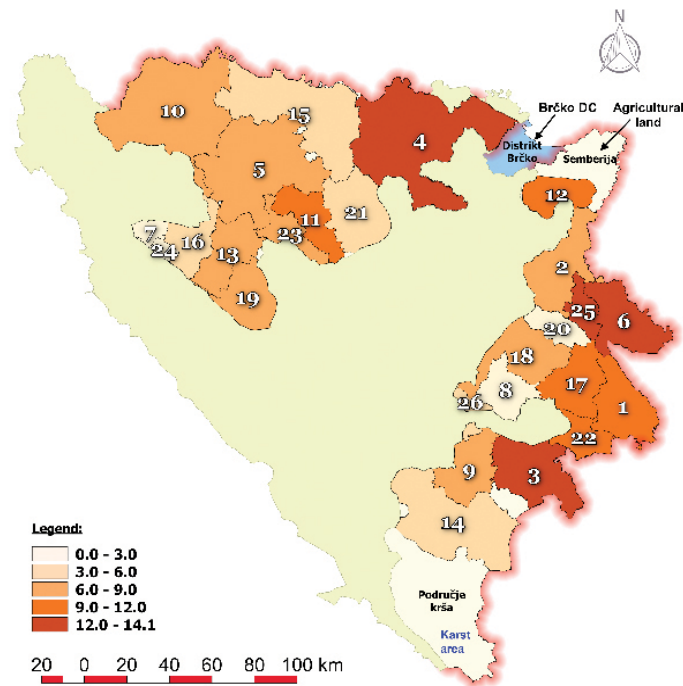 N
Brčko DC
Agricultural
land
10
15
4
Distrikt
Brčko
Semberija
5
12
11
21
7
16
24
13
23
2
19
25
6
20
18
17
8
26
1
22
9
3
14
Legend:
0.0 - 3.0
3.0 - 6.0
6.0 - 9.0
9.0 - 12.0
12.0 - 14.1
Područje
krša
Karst
area
20 0 20 40 60 80 100 km